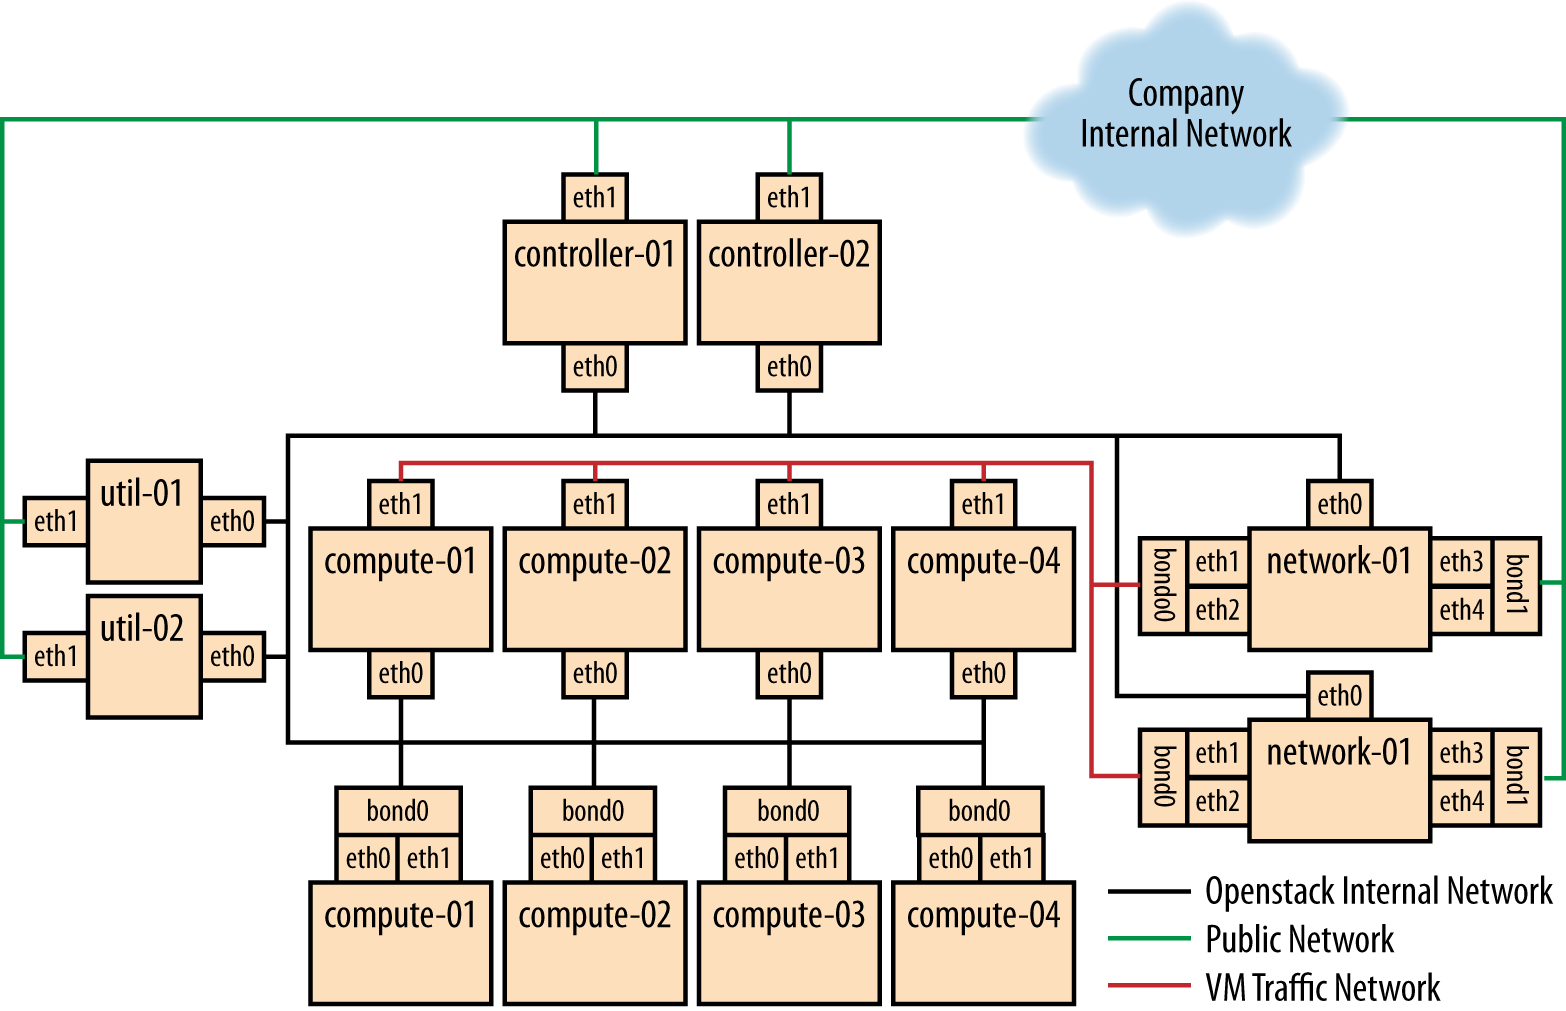 Company
Internal Network
eth1
eth1
controller-01
controller-02
eth0
eth0
util-01
eth1
eth0
util-02
eth1
eth0
eth1
eth1
eth1
eth1
compute-01
compute-02
compute-03
compute-04
eth0
eth0
eth0
eth0
eth0
bondo0
eth1
eth2
network-01
eth3
eth4
bond1
eth0
bond0
eth1
eth2
network-01
eth3
eth4
bond1
bond0
bond0
bond0
bond0
eth0
eth1
eth0
eth1
eth0
eth1
eth0
eth1
compute-01
compute-02
compute-03
compute-04
Openstack Internal Network
Public Network
VM Traffic Network